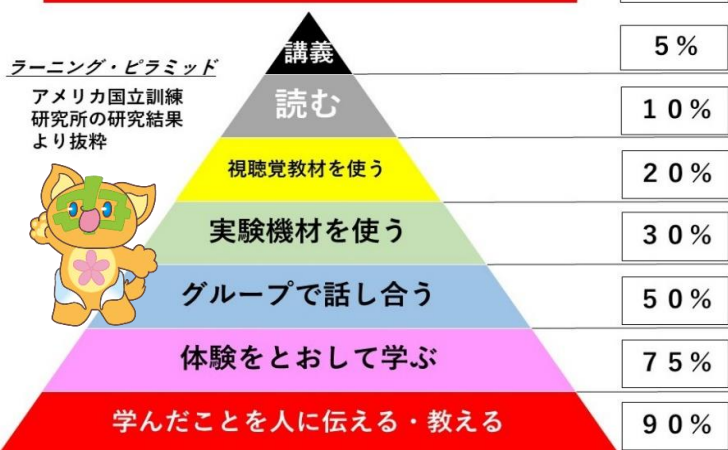 講義
5%
ラーニング・ピラミッド
アメリカ国立訓練
研究所の研究結果
より抜粋
読む
10%
視聴覚教材を使う
20%
実験機材を使う
30%
グループで話し合う
50%
体験をとおして学ぶ
75%
学んだことを人に伝える・教える
90%